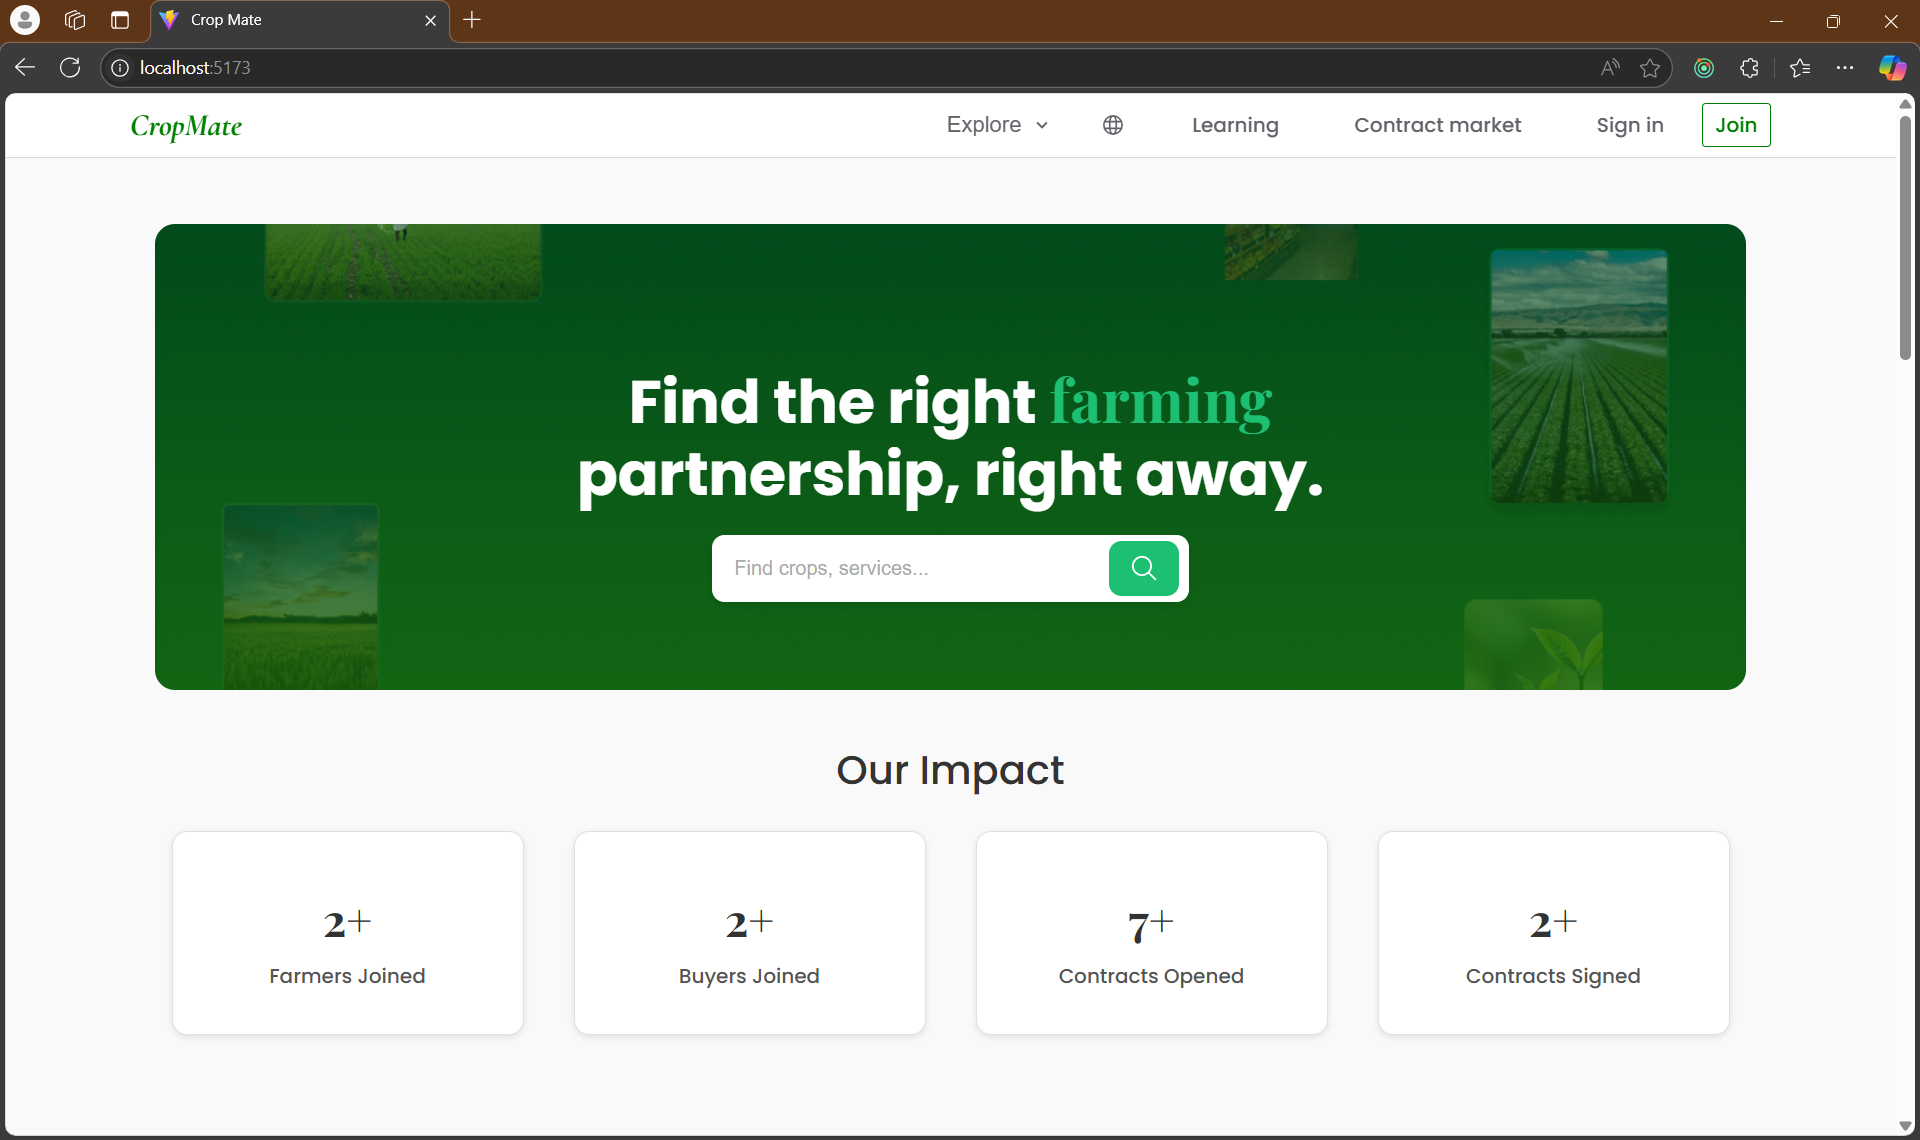 Crop Mate
localhost:5173
CropMate
Explore
Learning
Contract market
Sign in
Join
Find the right farming
partnership, right away.
Find crops, services...
Our Impact
2+
Farmers Joined
2+
Buyers Joined
7+
Contracts Opened
2+
Contracts Signed